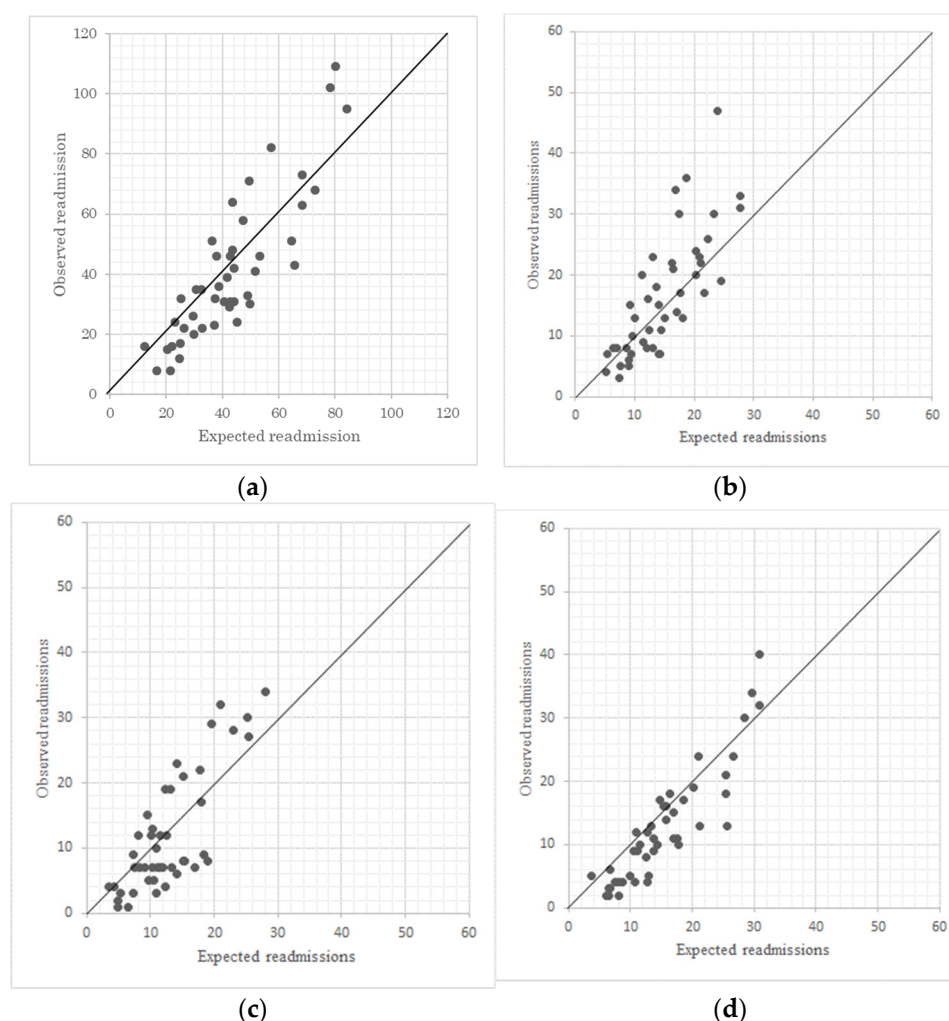 120
100
80
60
40
20
0
0 20 40 60 80 100 120
Observed readmission
Expected readmission
(a)
60
50
40
30
20
10
0
0 10 20 30 40 50 60
Observed readmissions
Expected readmissions
(b)
60
50
40
30
20
10
0
0 10 20 30 40 50 60
Observed readmissions
Expected readmissions
(c)
60
50
40
30
20
10
0
0 10 20 30 40 50 60
Observed readmissions
Expected readmissions
(d)